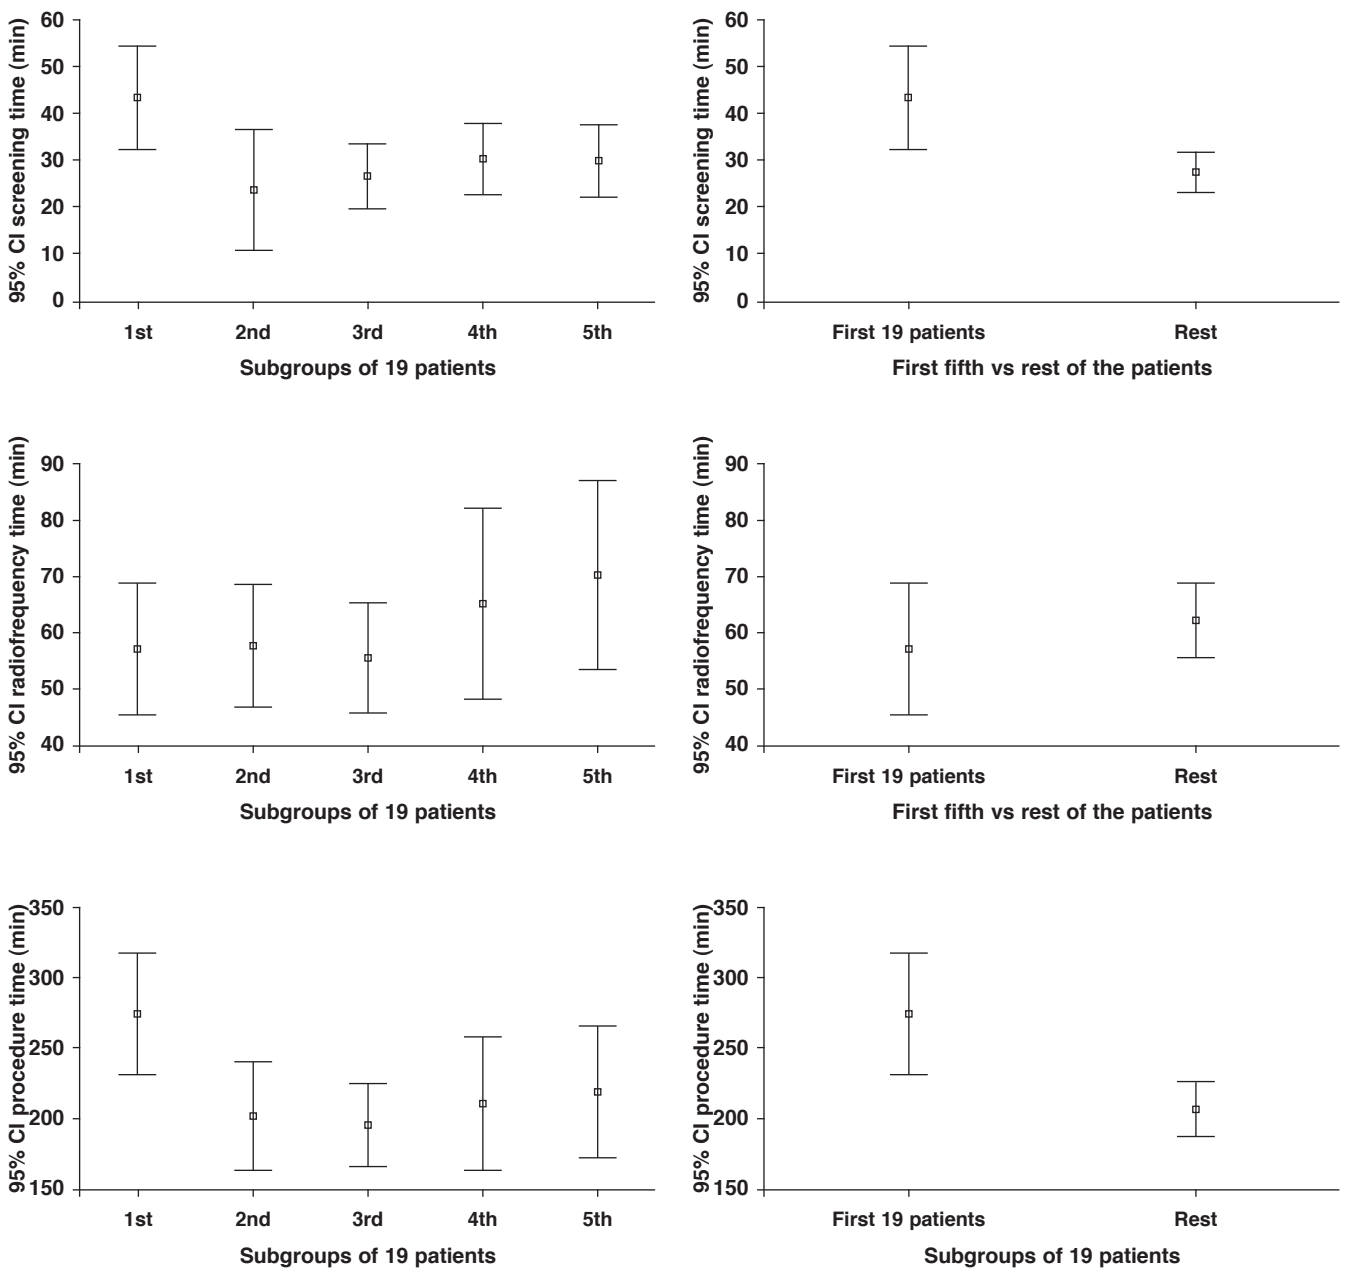 95% CI screening time (min)
60
50
40
30
20
10
0
1st 2nd 3rd 4th 5th
Subgroups of 19 patients
95% CI screening time (min)
60
50
40
30
20
10
0
First 19 patients Rest
First fifth vs rest of the patients
95% CI radiofrequency time (min)
90
80
70
60
50
40
1st 2nd 3rd 4th 5th
Subgroups of 19 patients
95% CI radiofrequency time (min)
90
80
70
60
50
40
First 19 patients Rest
First fifth vs rest of the patients
95% CI procedure time (min)
350
300
250
200
150
1st 2nd 3rd 4th 5th
Subgroups of 19 patients
95% CI procedure time (min)
350
300
250
200
150
First 19 patients Rest
Subgroups of 19 patients